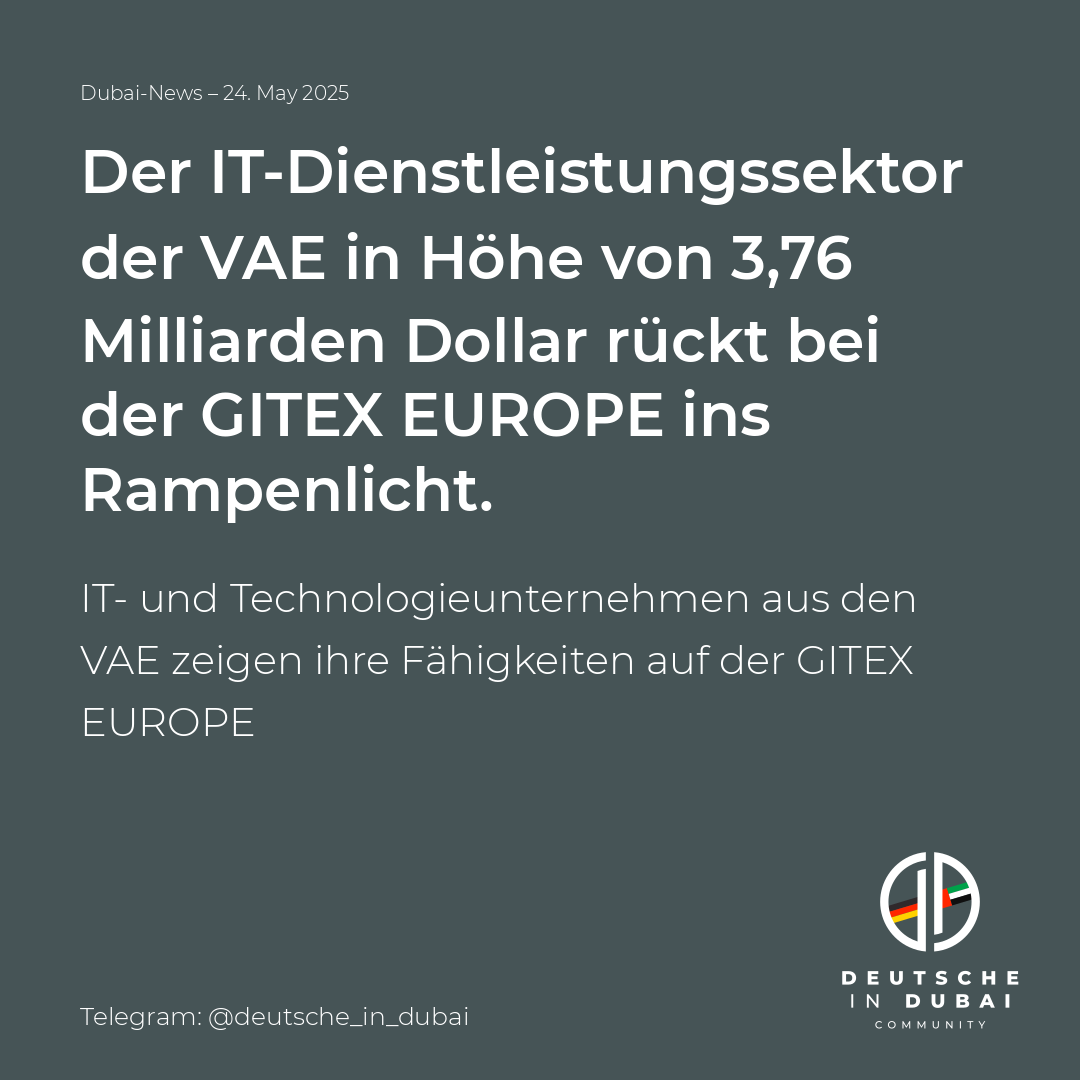 Dubai-News – 24. May 2025
Der IT-Dienstleistungssektor
der VAE in Höhe von 3,76
Milliarden Dollar rückt bei
der GITEX EUROPE ins
Rampenlicht.
IT- und Technologieunternehmen aus den
VAE zeigen ihre Fähigkeiten auf der GITEX
EUROPE
DEUTSCHE
IN DUBAI
COMMUNITY
Telegram: @deutsche_in_dubai